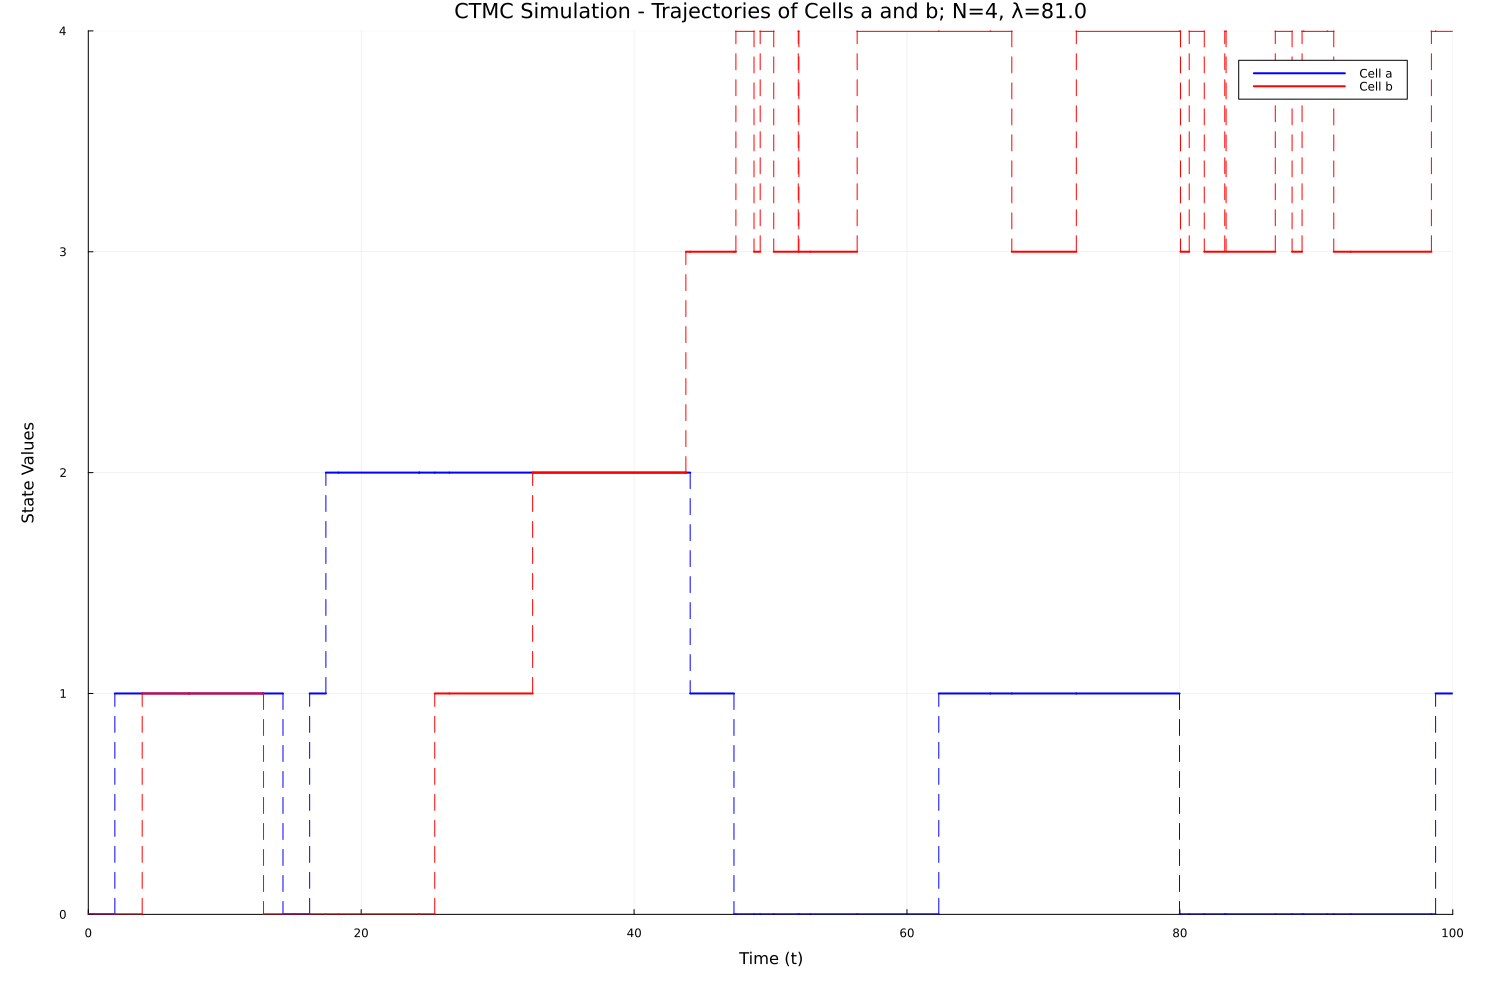 CTMC Simulation - Trajectories of Cells a and b; N=4, λ=81.0
4
Cell a
Cell b
3
State Values
2
1
0
0 20 40 60 80 100
Time (t)